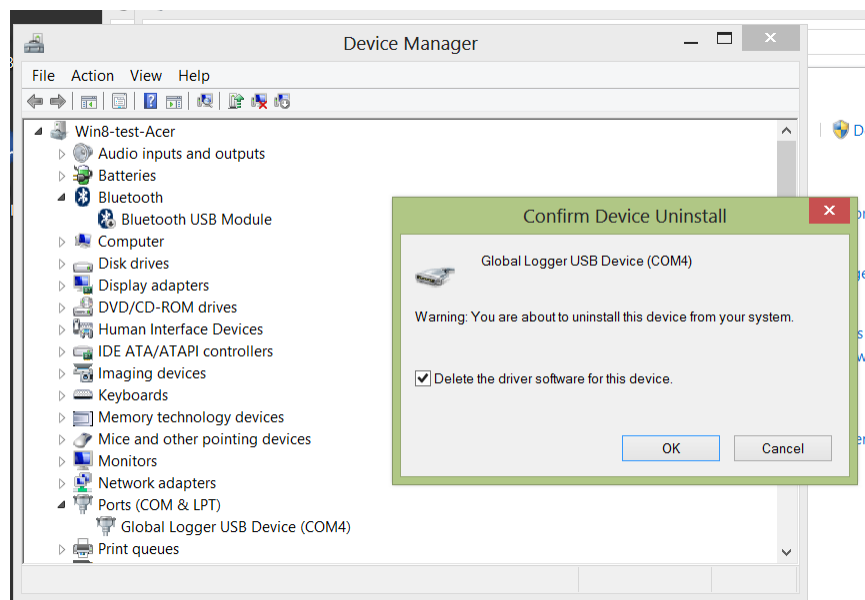 Device Manager
File Action View Help
Win8-test-Acer
Audio inputs and outputs
Batteries
Bluetooth
Bluetooth USB Module
Computer
Disk drives
Display adapters
DVD/CD-ROM drives
Human Interface Devices
IDE ATA/ATAPI controllers
Imaging devices
Keyboards
Memory technology devices
Mice and other pointing devices
Monitors
Network adapters
Ports (COM & LPT)
Global Logger USB Device (COM4)
Print queues
Confirm Device Uninstall
Global Logger USB Device (COM4)
Warning: You are about to uninstall this device from your system.
Delete the driver software for this device.
OK Cancel